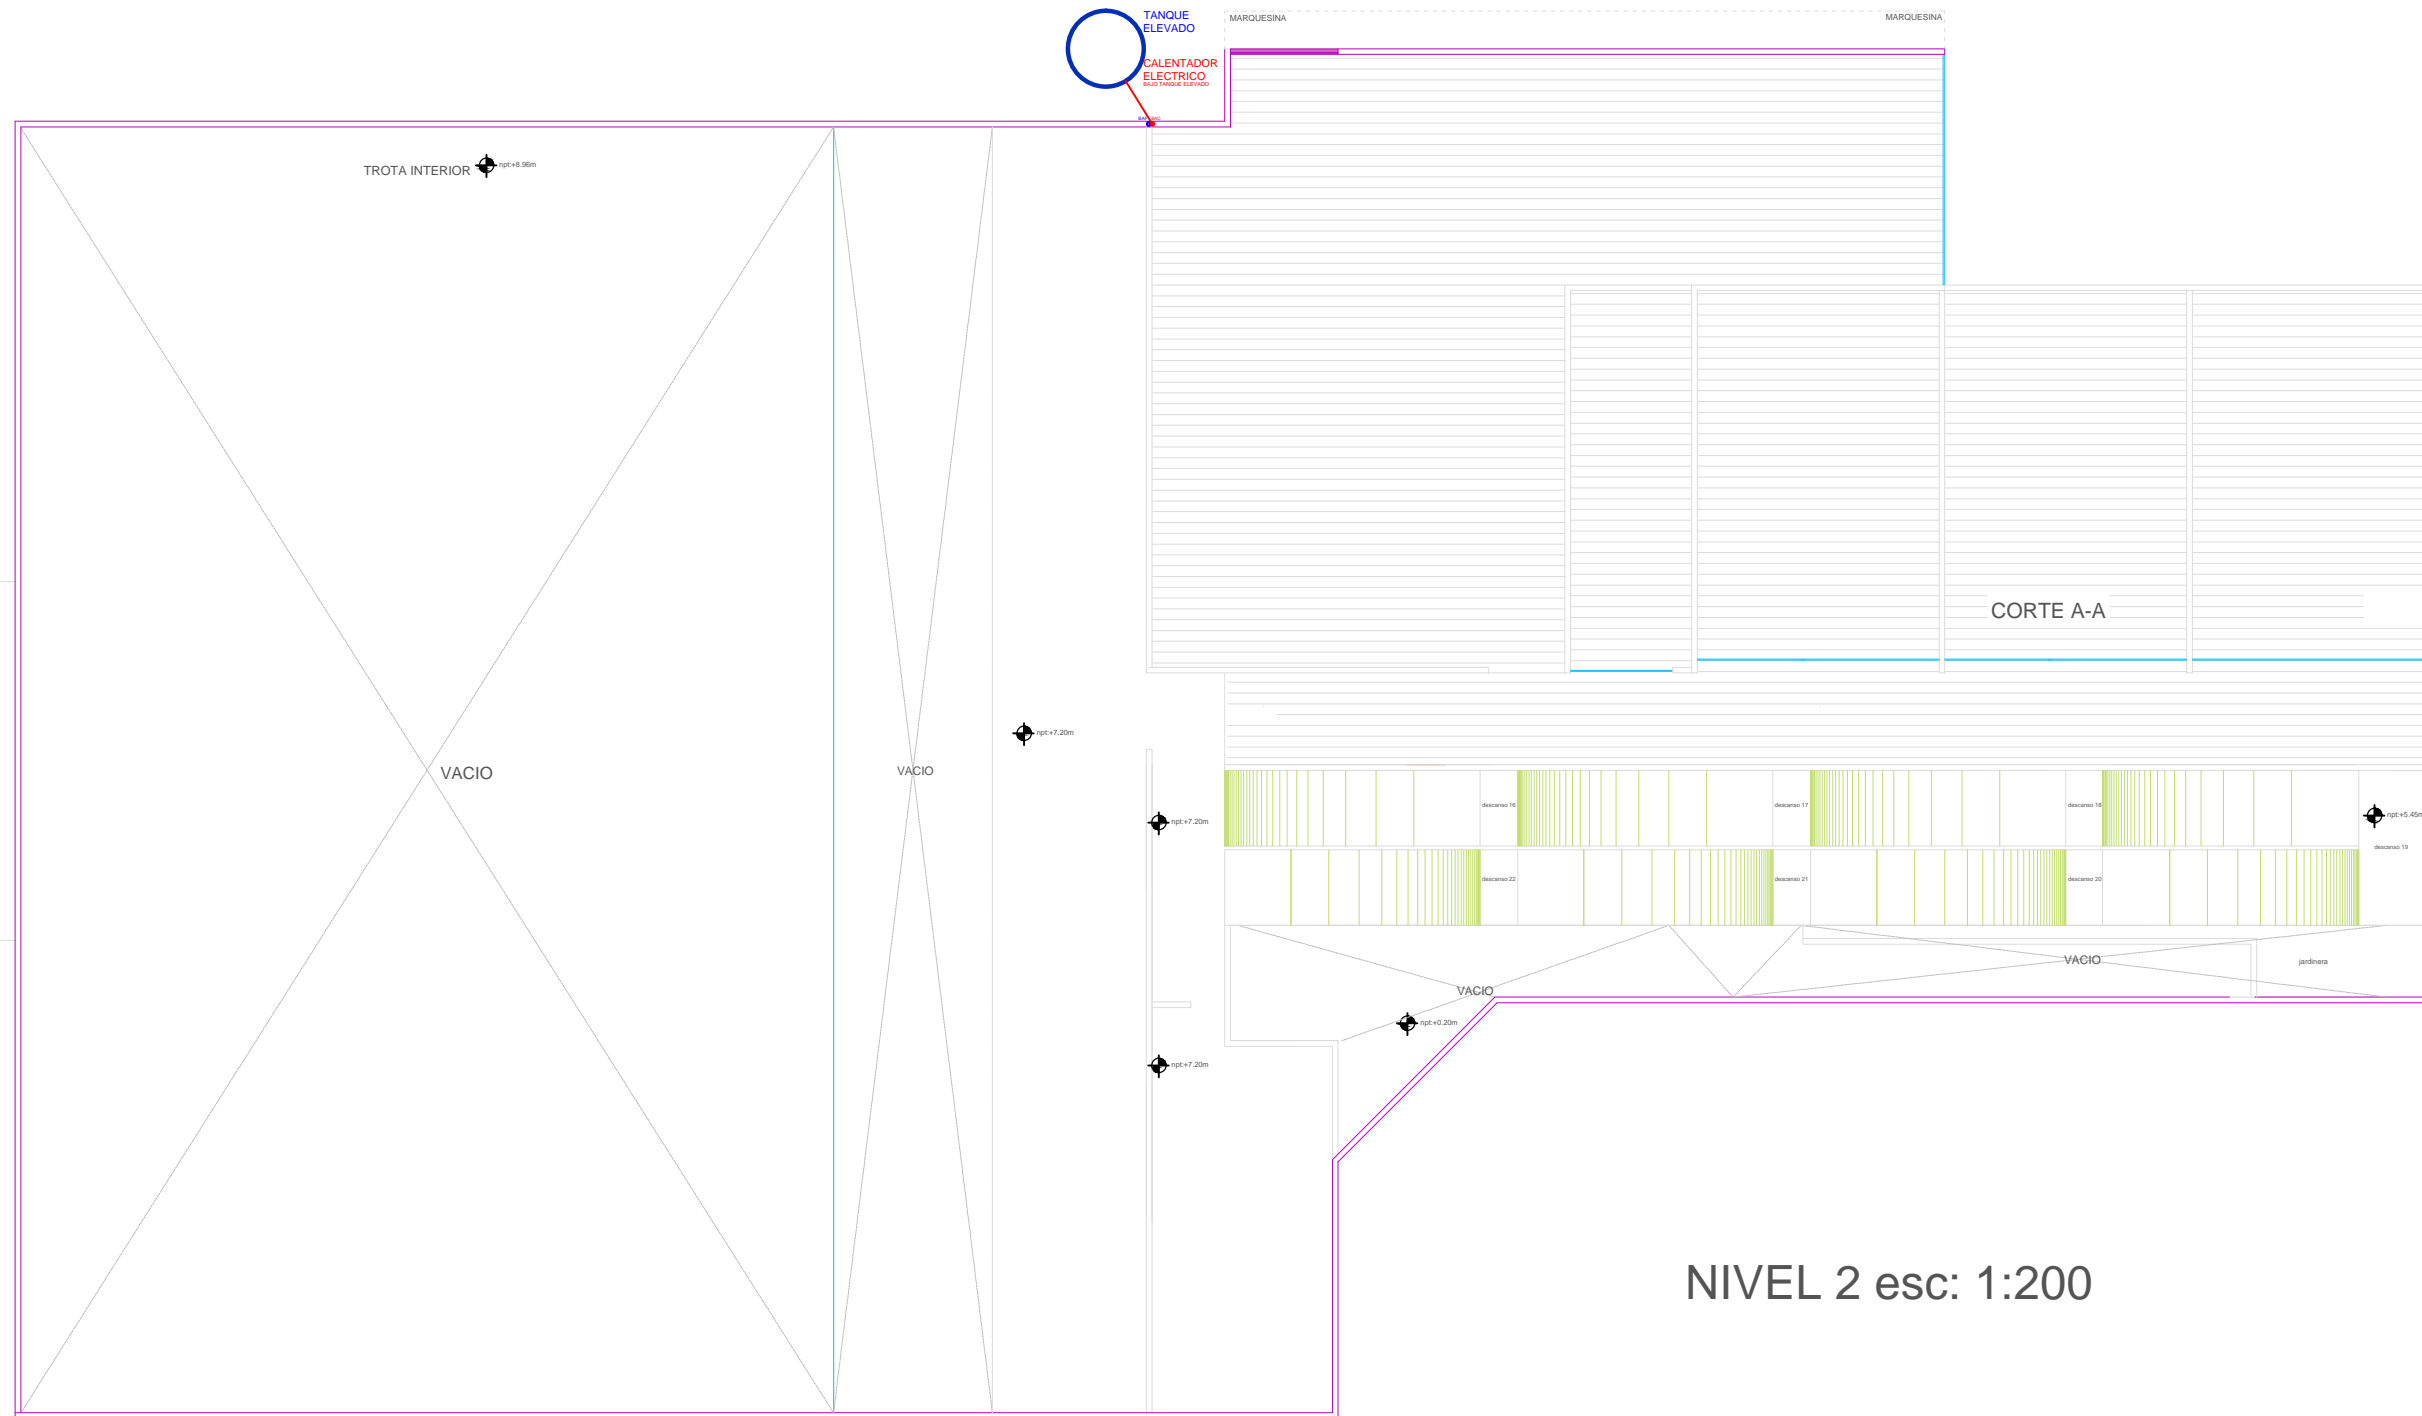 TANQUE
ELEVADO
MARQUESINA
MARQUESINA
CALENTADOR
ELECTRICO
BAJO TANQUE ELEVADO
BAF BAC
TROTA INTERIOR
npt:+8.96m
CORTE A-A
npt:+7.20m
VACIO
VACIO
descanso 16
descanso 17
descanso 18
npt:+5.45m
npt:+7.20m
descanso 19
descanso 22
descanso 21
descanso 20
VACIO
jardinera
VACIO
npt:+0.20m
npt:+7.20m
NIVEL 2 esc: 1:200